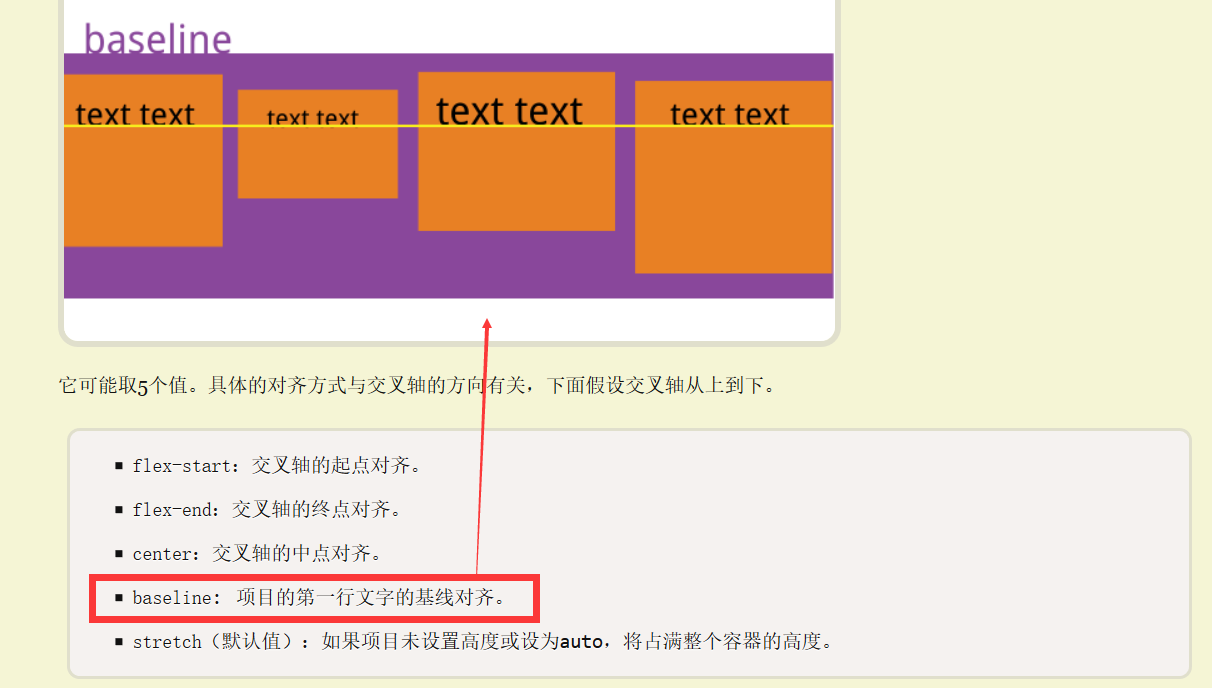 baseline
text text text text text text text text
它可能取5个值。具体的对齐方式与交叉轴的方向有关，下面假设交叉轴从上到下。
▪ flex-start：交叉轴的起点对齐。
▪ flex-end：交叉轴的终点对齐。
▪ center：交叉轴的中点对齐。
▪ baseline: 项目的第一行文字的基线对齐。
▪ stretch（默认值）：如果项目未设置高度或设为auto，将占满整个容器的高度。